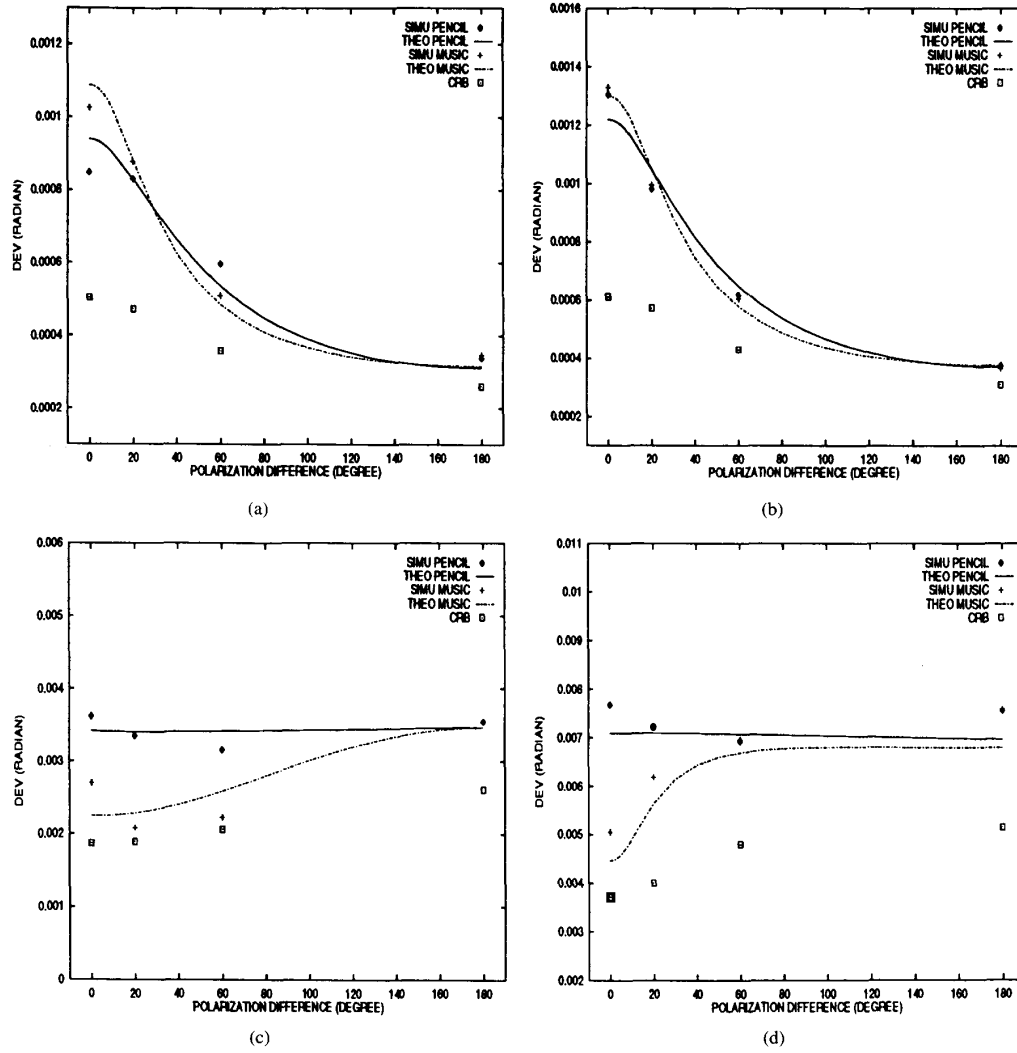 0.0012
0.001
0.0008
0.0006
0.0004
0.0002
DEV (RADIAN)
SIMU PENCIL
THEO PENCIL
SIMU MUSIC
THEO MUSIC
CRB
0 20 40 60 80 100 120 140 160 180
POLARIZATION DIFFERENCE (DEGREE)
(a)
0.0016
0.0014
0.0012
0.001
0.0008
0.0006
0.0004
0.0002
DEV (RADIAN)
SIMU PENCIL
THEO PENCIL
SIMU MUSIC
THEO MUSIC
CRB
0 20 40 60 80 100 120 140 160 180
POLARIZATION DIFFERENCE (DEGREE)
(b)
0.006
0.005
0.004
0.003
0.002
0.001
0
DEV (RADIAN)
SIMU PENCIL
THEO PENCIL
SIMU MUSIC
THEO MUSIC
CRB
0 20 40 60 80 100 120 140 160 180
POLARIZATION DIFFERENCE (DEGREE)
(c)
0.011
0.01
0.009
0.008
0.007
0.006
0.005
0.004
0.003
0.002
DEV (RADIAN)
SIMU PENCIL
THEO PENCIL
SIMU MUSIC
THEO MUSIC
CRB
0 20 40 60 80 100 120 140 160 180
POLARIZATION DIFFERENCE (DEGREE)
(d)